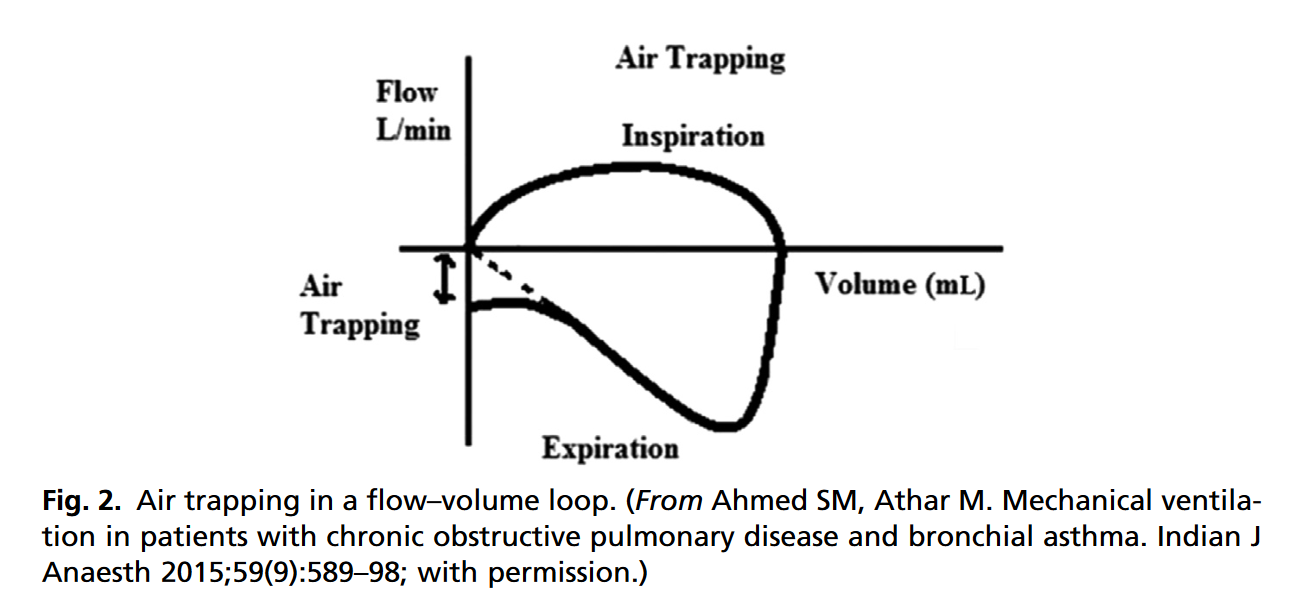 Air Trapping
Flow
L/min
Inspiration
Air
Trapping
Volume (mL)
Expiration
Fig. 2. Air trapping in a flow–volume loop. (From Ahmed SM, Athar M. Mechanical ventila-
tion in patients with chronic obstructive pulmonary disease and bronchial asthma. Indian J
Anaesth 2015;59(9):589–98; with permission.)